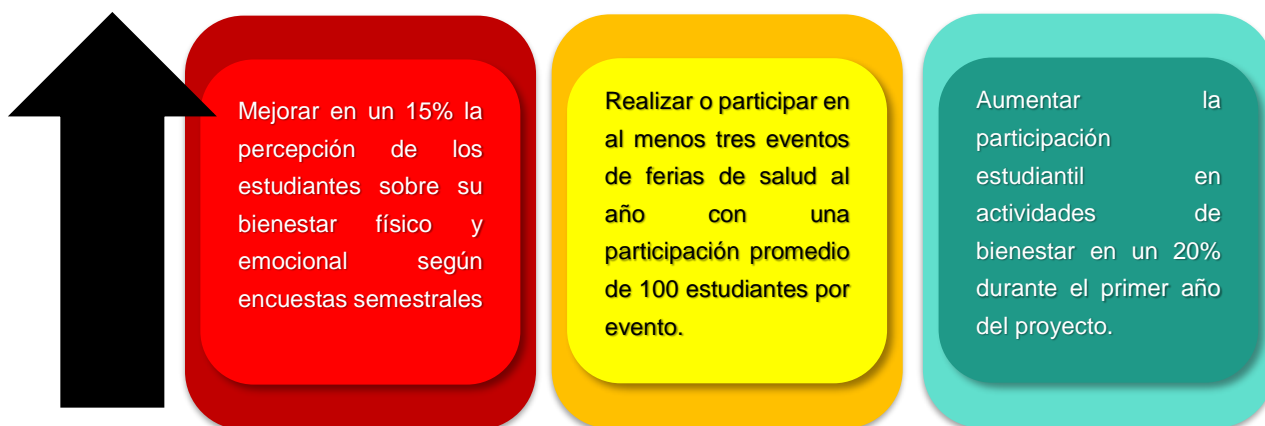 Mejorar en un 15% la
percepción de los
estudiantes sobre su
bienestar físico y
emocional según
encuestas semestrales
Realizar o participar en
al menos tres eventos
de ferias de salud al
año con una
participación promedio
de 100 estudiantes por
evento.
Aumentar la
participación
estudiantil en
actividades de
bienestar en un 20%
durante el primer año
del proyecto.